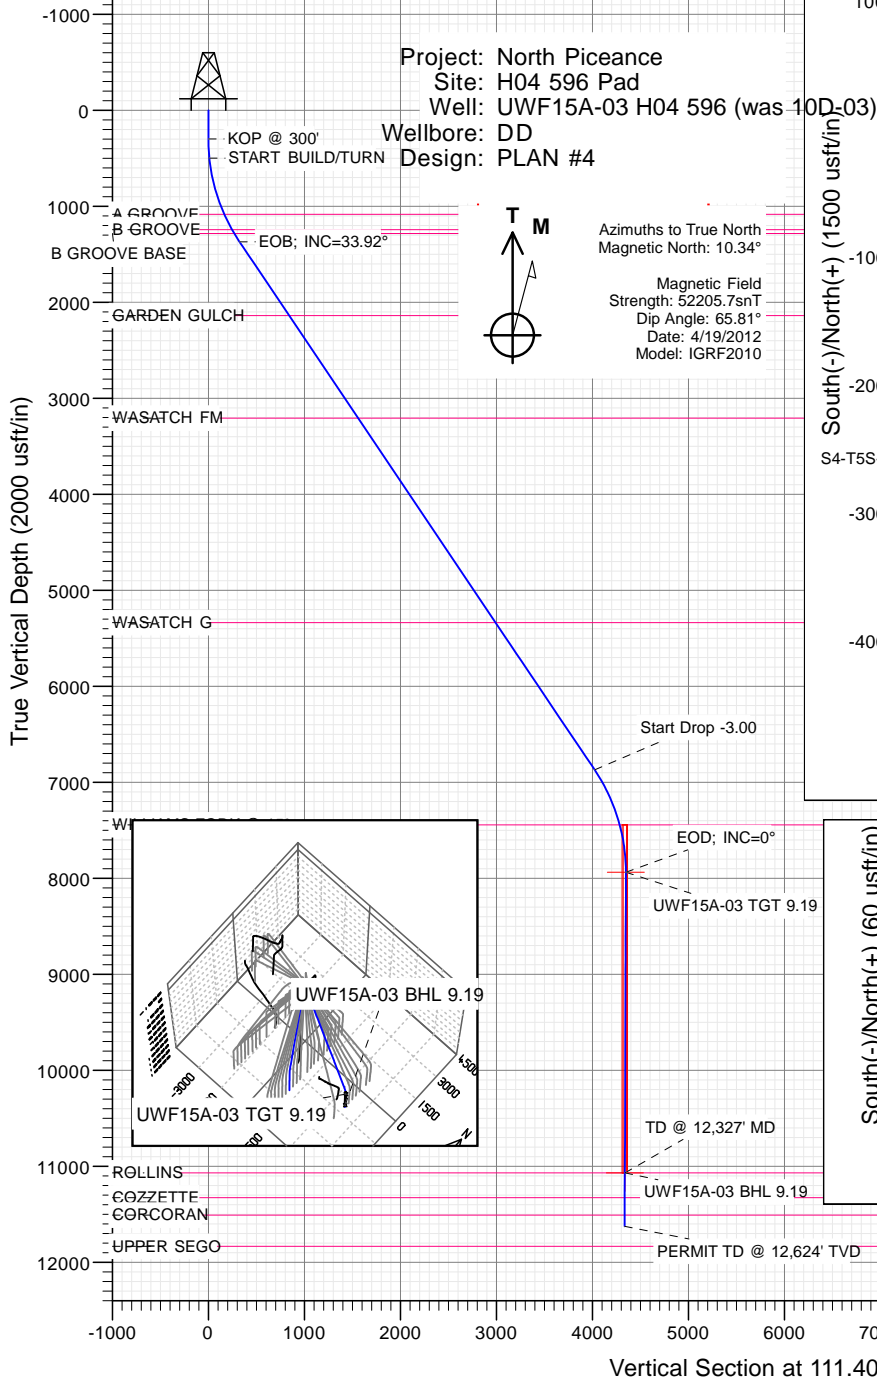 Project: North Piceance
Site: H04 596 Pad
Well: UWF15A-03 H04 596 (was 10D-03)
Wellbore: DD
Design: PLAN #4
KOP @ 300'
START BUILD/TURN
A GROOVE
B GROOVE
B GROOVE BASE
EOB; INC=33.92°
GARDEN GULCH
WASATCH FM
WASATCH G
T
M
Azimuths to True North
Magnetic North: 10.34°
Magnetic Field
Strength: 52205.7snT
Dip Angle: 65.81°
Date: 4/19/2012
Model: IGRF2010
Start Drop -3.00
EOD; INC=0°
UWF15A-03 TGT 9.19
TD @ 12,327' MD
UWF15A-03 BHL 9.19
PERMIT TD @ 12,624' TVD
ROLLINS
COZZETTE
CORCORAN
UPPER SEGO
UWF15A-03 BHL 9.19
UWF15A-03 TGT 9.19
-3000
0
1500
3000
4500
N
True Vertical Depth (2000 usft/in)
-1000
0
1000
2000
3000
4000
5000
6000
7000
8000
9000
10000
11000
12000
-1000
0
1000
2000
3000
4000
5000
6000
70
Vertical Section at 111.40
South(-)/North(+) (1500 usft/in)
100
-100
-200
S4-T5S
-300
-400
South(-)/North(+) (60 usft/in)